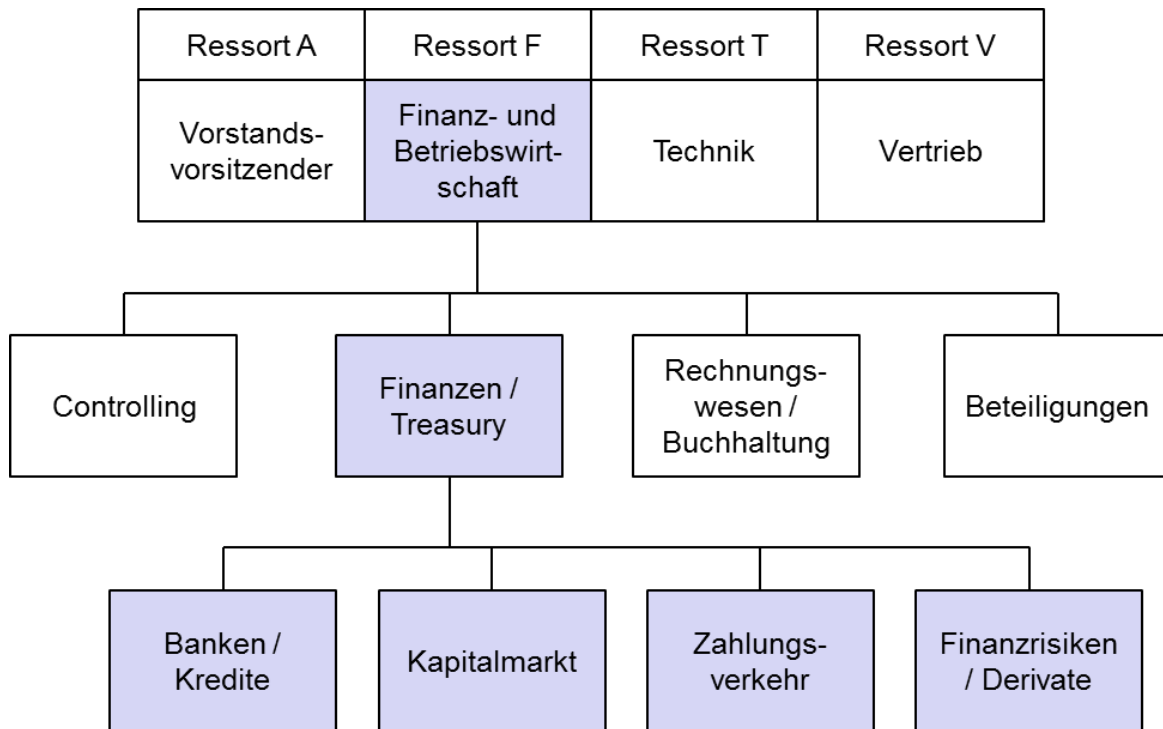 Ressort A
Ressort F
Ressort T
Ressort V
Vorstands-
vorsitzender
Finanz- und
Betriebswirt-
schaft
Technik
Vertrieb
Controlling
Finanzen /
Treasury
Rechnungs-
wesen /
Buchhaltung
Beteiligungen
Banken /
Kredite
Kapitalmarkt
Zahlungs-
verkehr
Finanzrisiken
/ Derivate